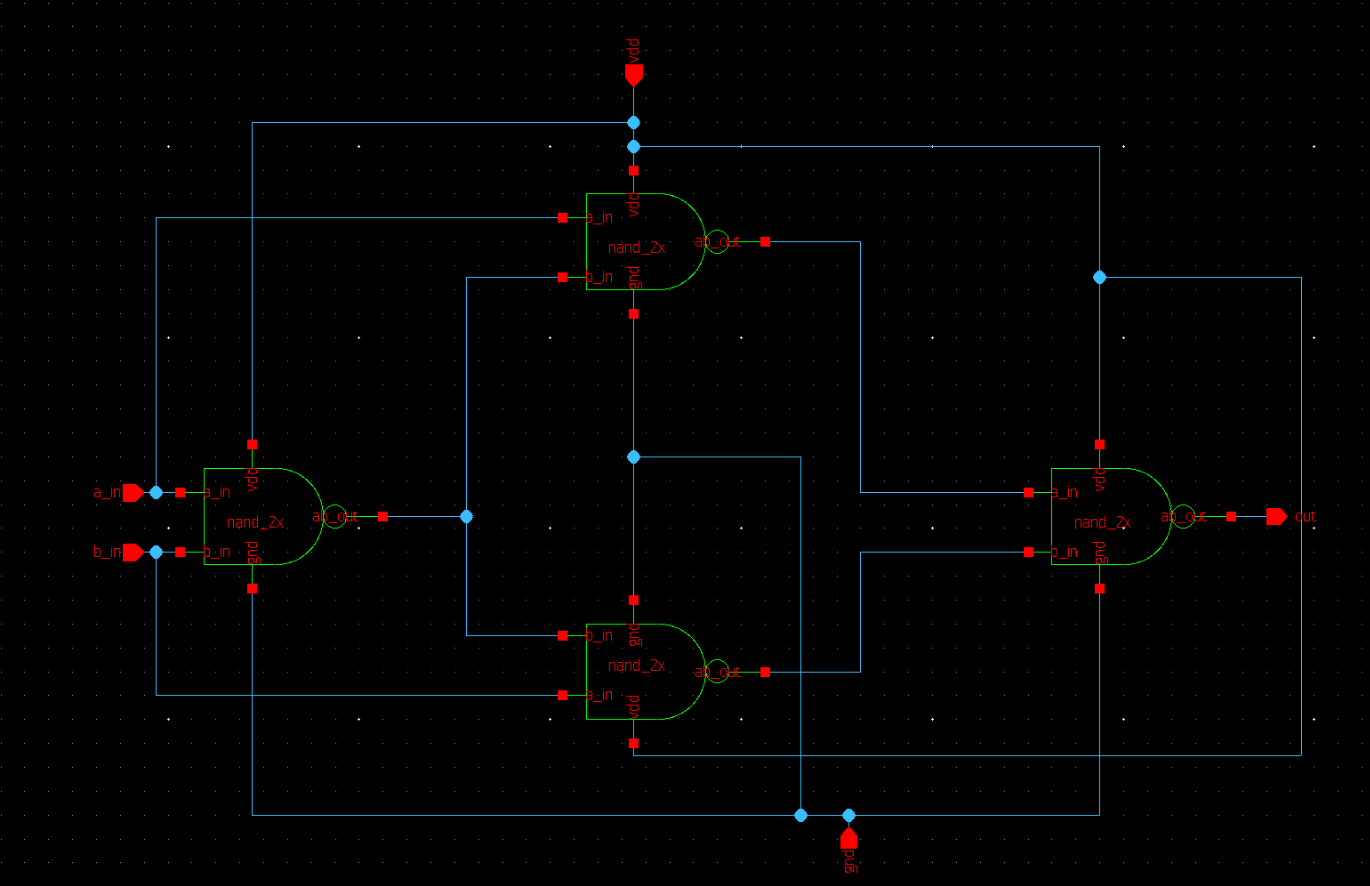 vdd
vdd
a_in
nand_2x
ab_out
b_in
gnd
a_in
a_in
vdd
nand_2x
ab_out
b_in
b_in
gnd
a_in
vdd
nand_2x
ab_out
out
b_in
gnd
b_in
gnd
nand_2x
ab_out
a_in
vdd
gnd